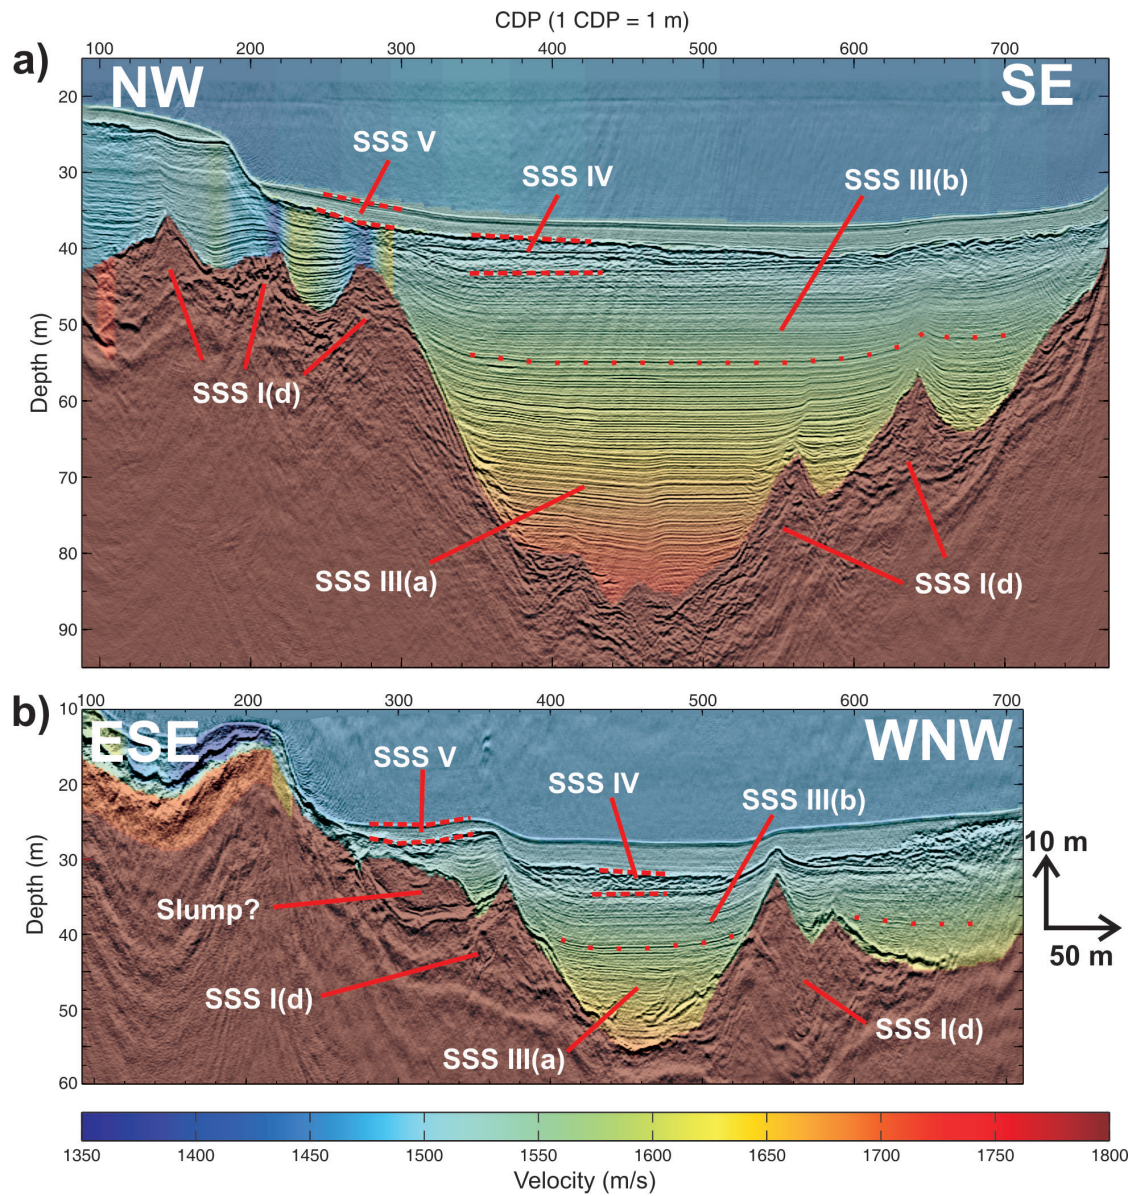 CDP (1 CDP = 1 m)
a)
100 200 300 400 500 600 700
NW SE
20
30
40
50
60
70
80
90
Depth (m)
SSS V
SSS IV
SSS III(b)
SSS I(d)
SSS III(a)
SSS I(d)
b)
100 200 300 400 500 600 700
ESE WNW
10
20
30
40
50
60
Depth (m)
SSS V
SSS IV
SSS III(b)
10 m
50 m
Slump?
SSS I(d)
SSS III(a)
SSS I(d)
1350 1400 1450 1500 1550 1600 1650 1700 1750 1800
Velocity (m/s)